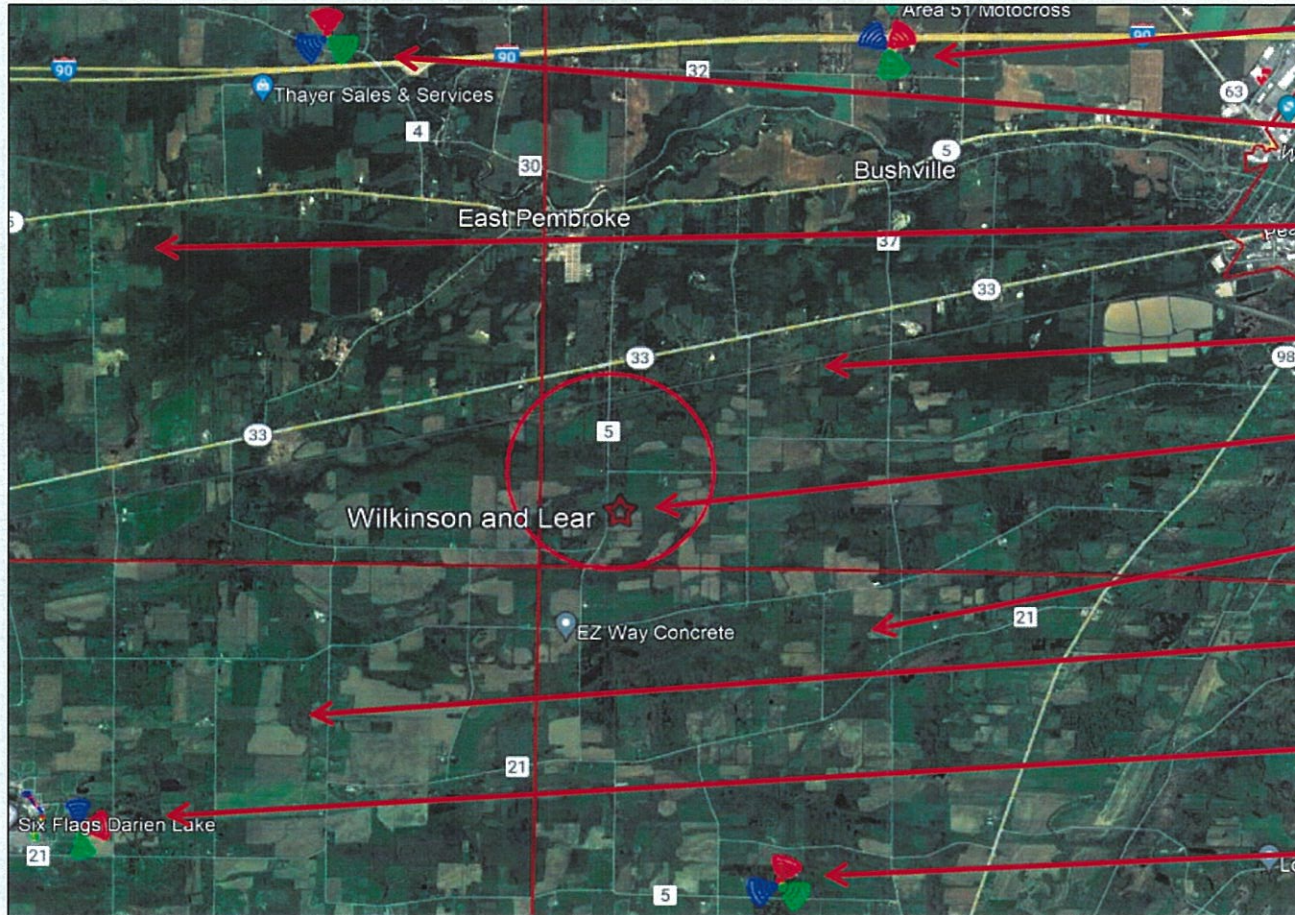 Area 51 Motocross
90
90
90
32
Thayer Sales & Services
63
4
5
30
Bushville
East Pembroke
37
33
33
98
33
5
Wilkinson and Lear
21
EZ Way Concrete
21
Six Flags Darien Lake
21
5